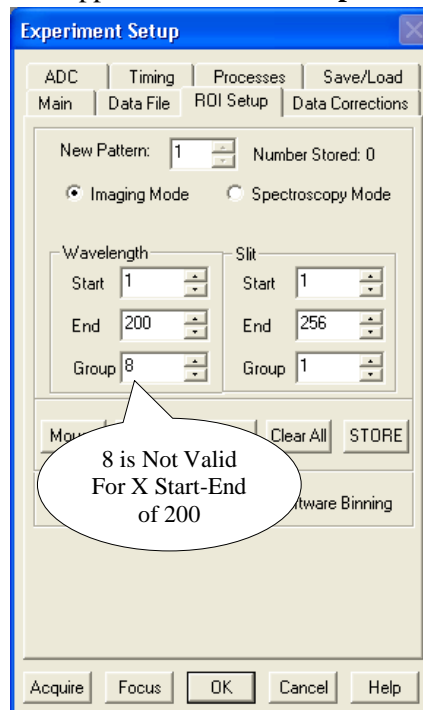 Experiment Setup
ADC Timing Processes Save/Load
Main Data File ROI Setup Data Corrections
New Pattern: 1 Number Stored: 0
Imaging Mode Spectroscopy Mode
Wavelength Slit
Start 1 Start 1
End 200 End 256
Group 8 Group 1
Clear All STORE
8 is Not Valid
For X Start-End
of 200
Binning
Acquire Focus OK Cancel Help